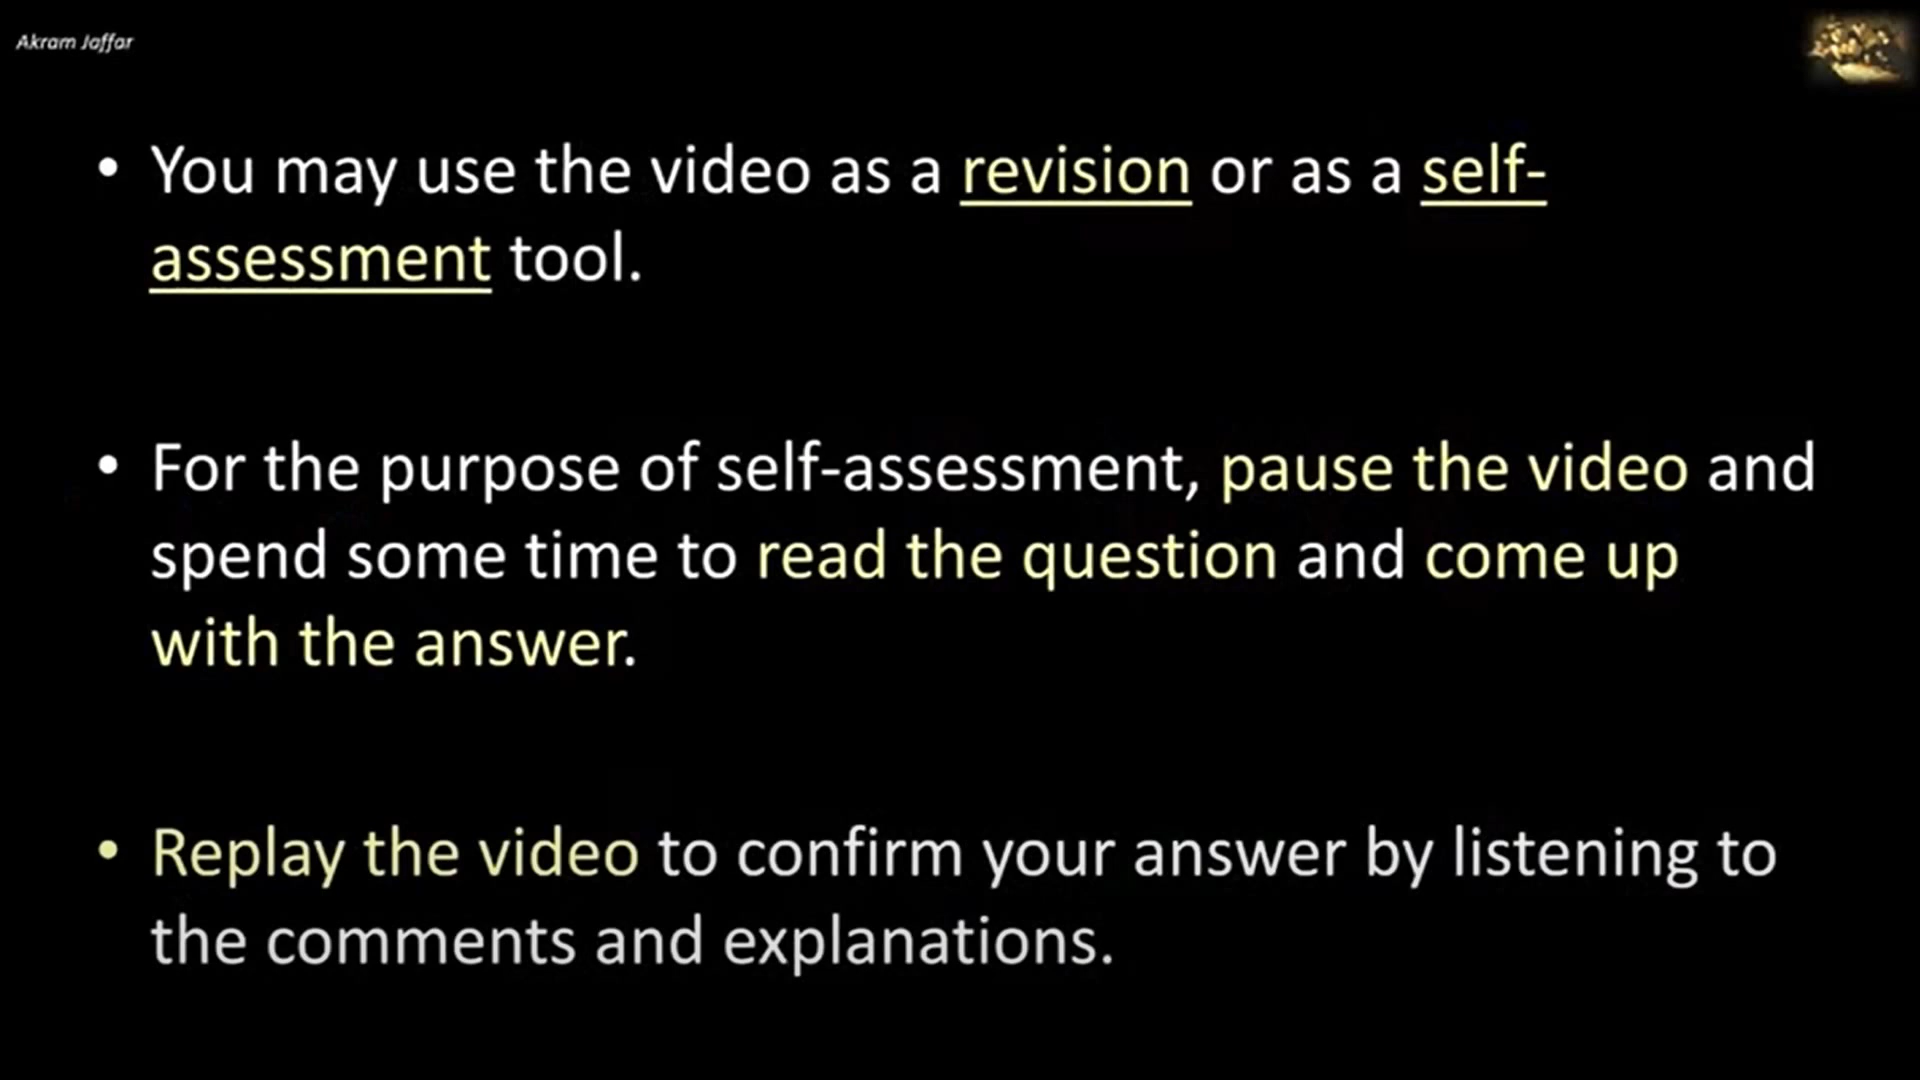 Akram Jaffar
• You may use the video as a revision or as a self-
assessment tool.
• For the purpose of self-assessment, pause the video and
spend some time to read the question and come up
with the answer.
• Replay the video to confirm your answer by listening to
the comments and explanations.